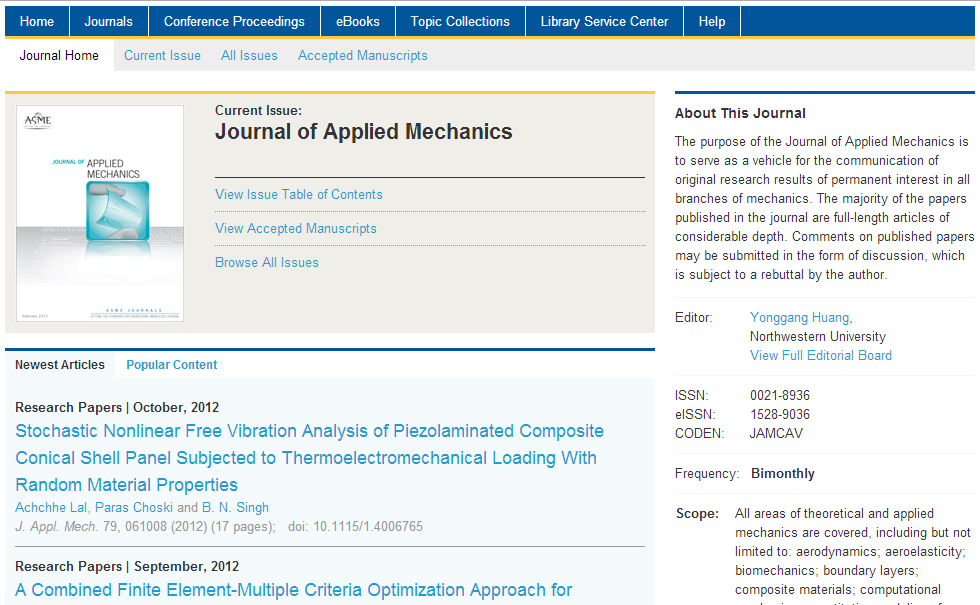 Home Journals Conference Proceedings eBooks Topic Collections Library Service Center Help
Journal Home Current Issue All Issues Accepted Manuscripts
ASME
JOURNAL OF APPLIED
MECHANICS
ASME JOURNALS
Current Issue:
Journal of Applied Mechanics
View Issue Table of Contents
View Accepted Manuscripts
Browse All Issues
Newest Articles Popular Content
Research Papers | October, 2012
Stochastic Nonlinear Free Vibration Analysis of Piezolaminated Composite
Conical Shell Panel Subjected to Thermoelectromechanical Loading With
Random Material Properties
Achchhe Lal, Paras Choski and B. N. Singh
J. Appl. Mech. 79, 061008 (2012) (17 pages); doi: 10.1115/1.4006765
Research Papers | September, 2012
A Combined Finite Element-Multiple Criteria Optimization Approach for
About This Journal
The purpose of the Journal of Applied Mechanics is
to serve as a vehicle for the communication of
original research results of permanent interest in all
branches of mechanics. The majority of the papers
published in the journal are full-length articles of
considerable depth. Comments on published papers
may be submitted in the form of discussion, which
is subject to a rebuttal by the author.
Editor: Yonggang Huang,
Northwestern University
View Full Editorial Board
ISSN: 0021-8936
eISSN: 1528-9036
CODEN: JAMCAV
Frequency: Bimonthly
Scope: All areas of theoretical and applied
mechanics are covered, including but not
limited to: aerodynamics; aeroelasticity;
biomechanics; boundary layers;
composite materials; computational